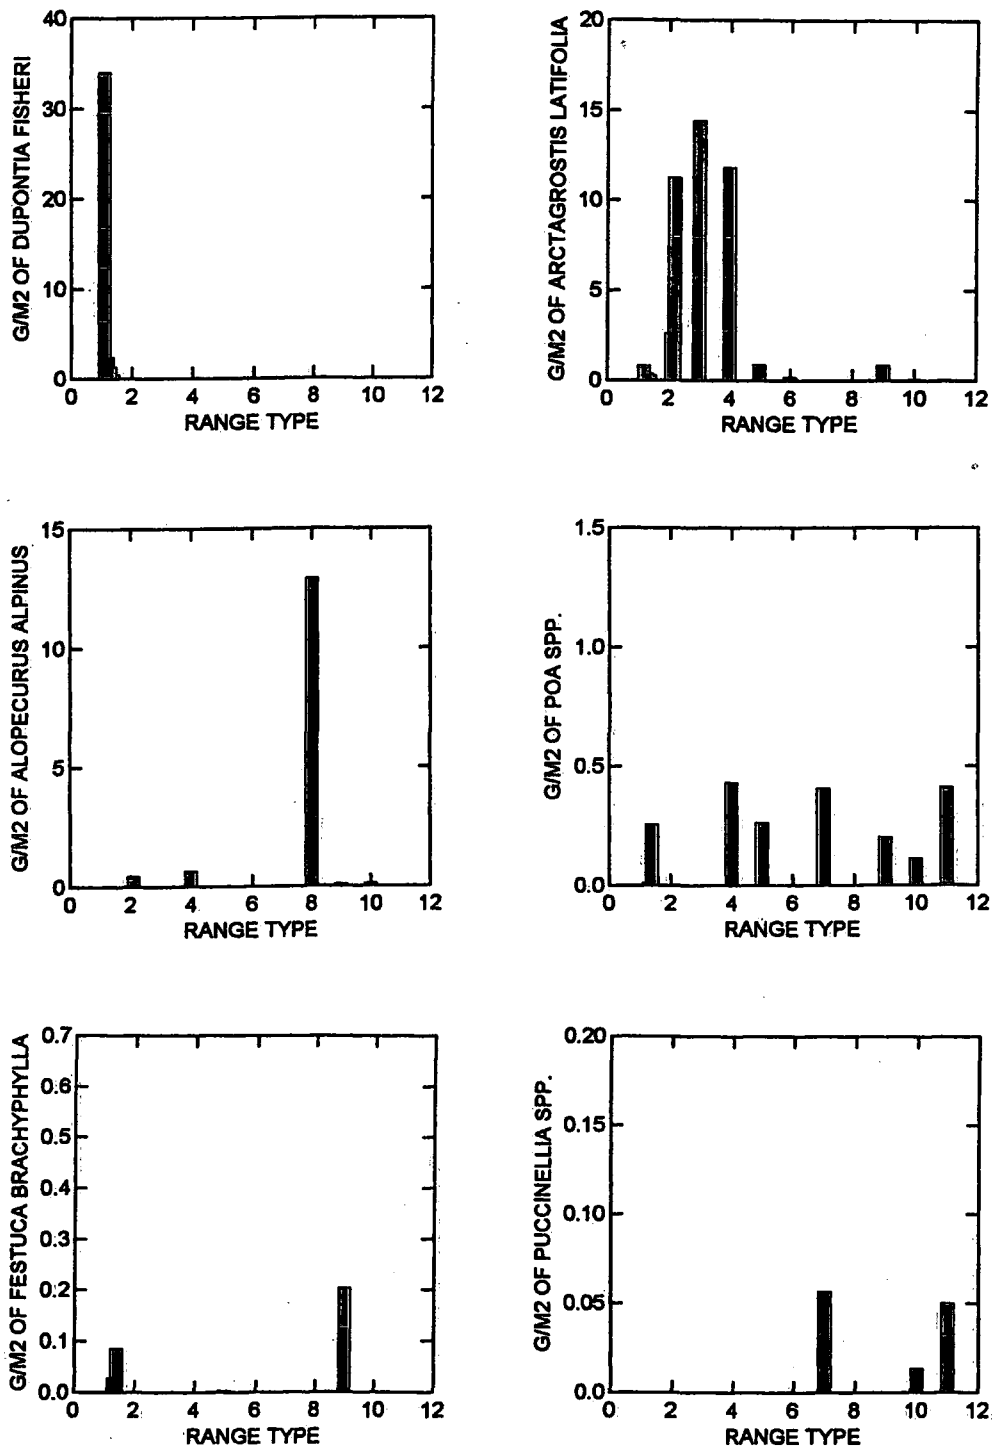 G/M2 OF DUPONTIA FISHERI
40
30
20
10
0
0 2 4 6 8 10 12
RANGE TYPE
G/M2 OF ARCTAGROSTIS LATIFOLIA
20
15
10
5
0
0 2 4 6 8 10 12
RANGE TYPE
G/M2 OF ALOPECURUS ALPINUS
15
10
5
0
0 2 4 6 8 10 12
RANGE TYPE
G/M2 OF POA SPP.
1.5
1.0
0.5
0.0
0 2 4 6 8 10 12
RANGE TYPE
G/M2 OF FESTUCA BRACHYPHYLLA
0.7
0.6
0.5
0.4
0.3
0.2
0.1
0.0
0 2 4 6 8 10 12
RANGE TYPE
G/M2 OF PUCCINELLIA SPP.
0.20
0.15
0.10
0.05
0.00
0 2 4 6 8 10 12
RANGE TYPE